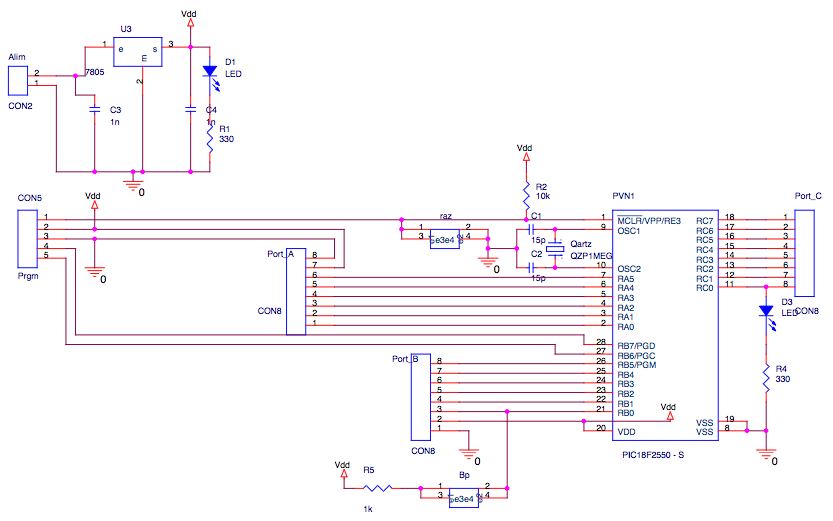 Vdd
U3
1 e s 3
m
2
7805
Alim
2
1
CON2
D1
LED
C3
1n
C4
1n
R1
330
0
CON5
1
2
3
4
5
Prgm
Vdd
0
Port_A
8
7
6
5
4
3
2
1
CON8
raz
1 2
3 4
e3e4
0
Vdd
R2
10k
C1
15p
C2
15p
Qartz
QZP1MEG
PVN1
1 MCLR/VPP/RE3
9 OSC1
10 OSC2
7 RA5
6 RA4
5 RA3
4 RA2
3 RA1
2 RA0
28 RB7/PGD
27 RB6/PGC
26 RB5/PGM
25 RB4
24 RB3
23 RB2
22 RB1
21 RB0
20 VDD
RC7 18
RC6 17
RC5 16
RC4 15
RC3 14
RC2 13
RC1 12
RC0 11
VSS 19
VSS 8
Vdd
PIC18F2550 - S
Port_C
1
2
3
4
5
6
7
8
CON8
D3
LED
R4
330
0
Port_B
8
7
6
5
4
3
2
1
CON8
0
Vdd
R5
1k
Bp
1 2
3 4
e3e4